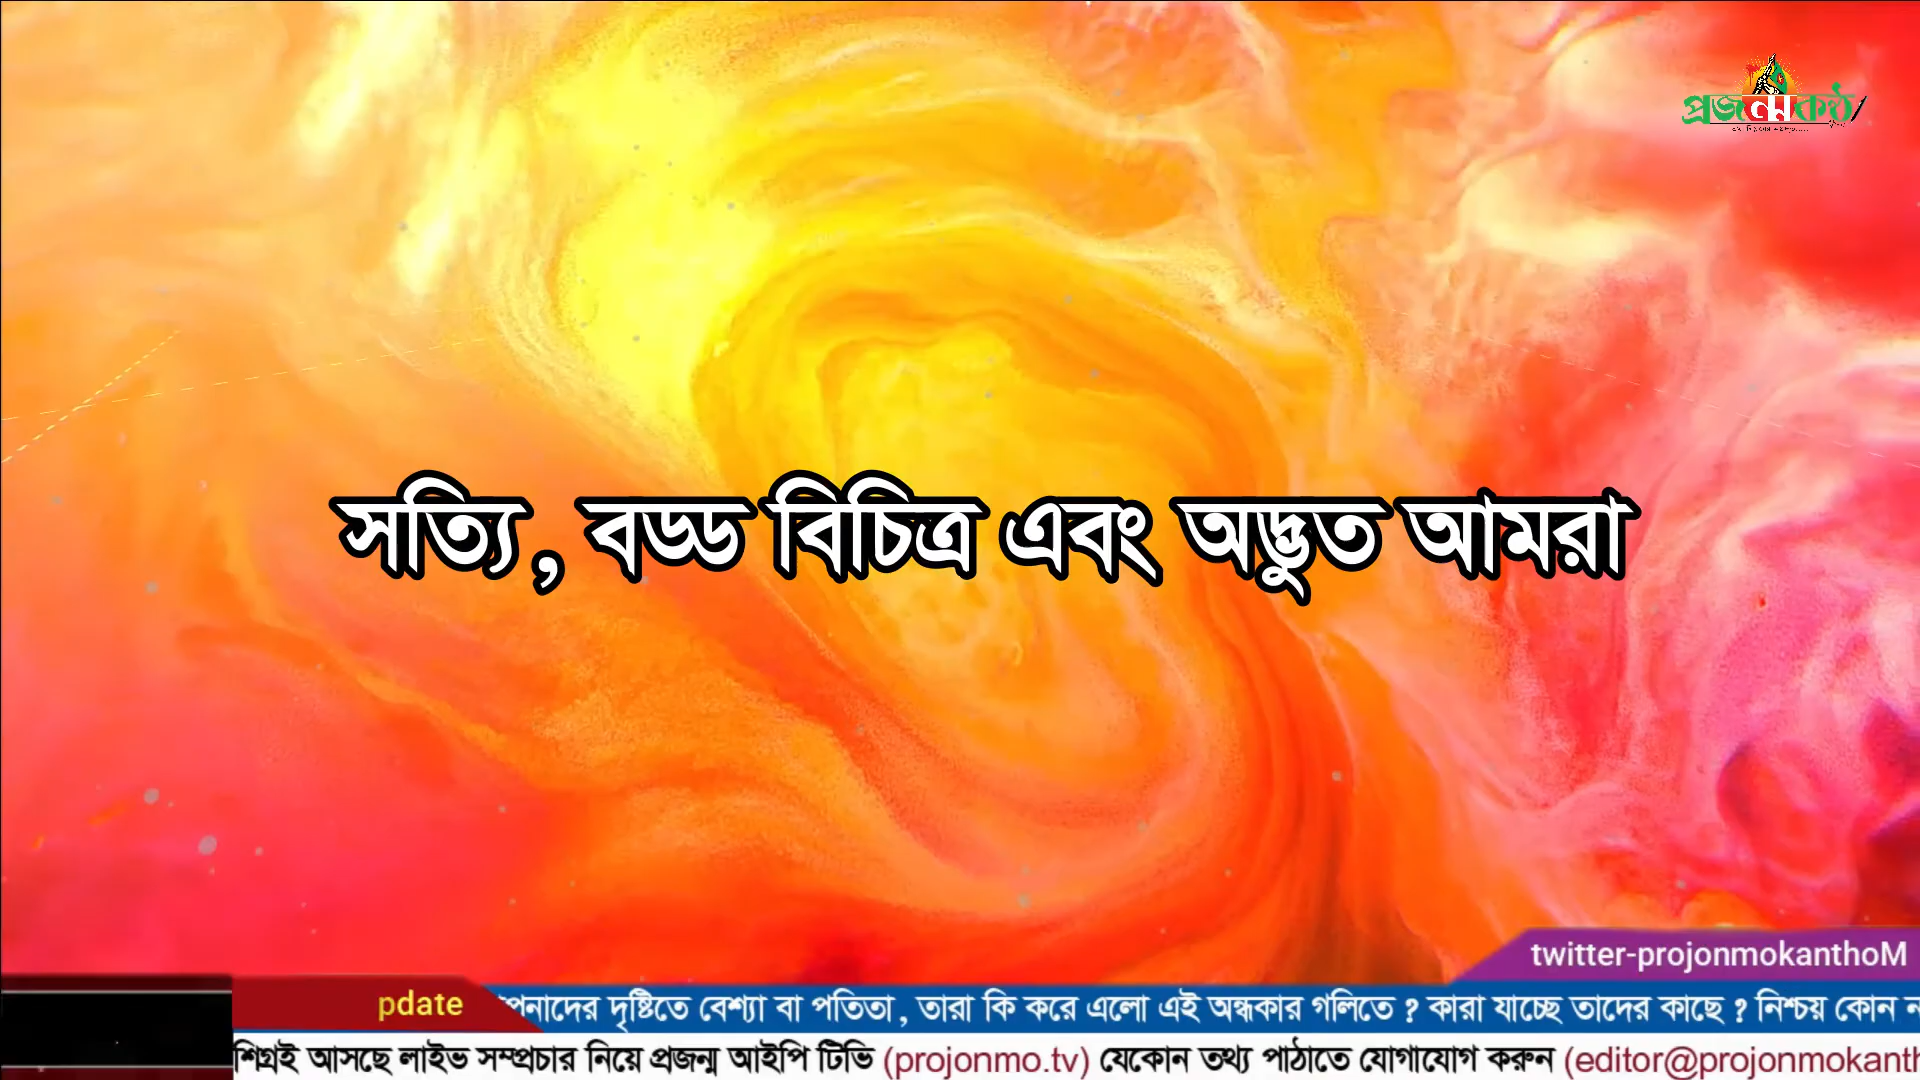 প্রজন্মকণ্ঠ
সত্যি, বড্ড বিচিত্র এবং অদ্ভুত আমরা
twitter-projonmokanthoM
pdate
পনাদের দৃষ্টিতে বেশ্যা বা পতিতা, তারা কি করে এলো এই অন্ধকার গলিতে ? কারা যাচ্ছে তাদের কাছে ? নিশ্চয় কোন
শিগ্রই আসছে লাইভ সম্প্রচার নিয়ে প্রজন্ম আইপি টিভি (projonmo.tv) যেকোন তথ্য পাঠাতে যোগাযোগ করুন (editor@projonmokanth